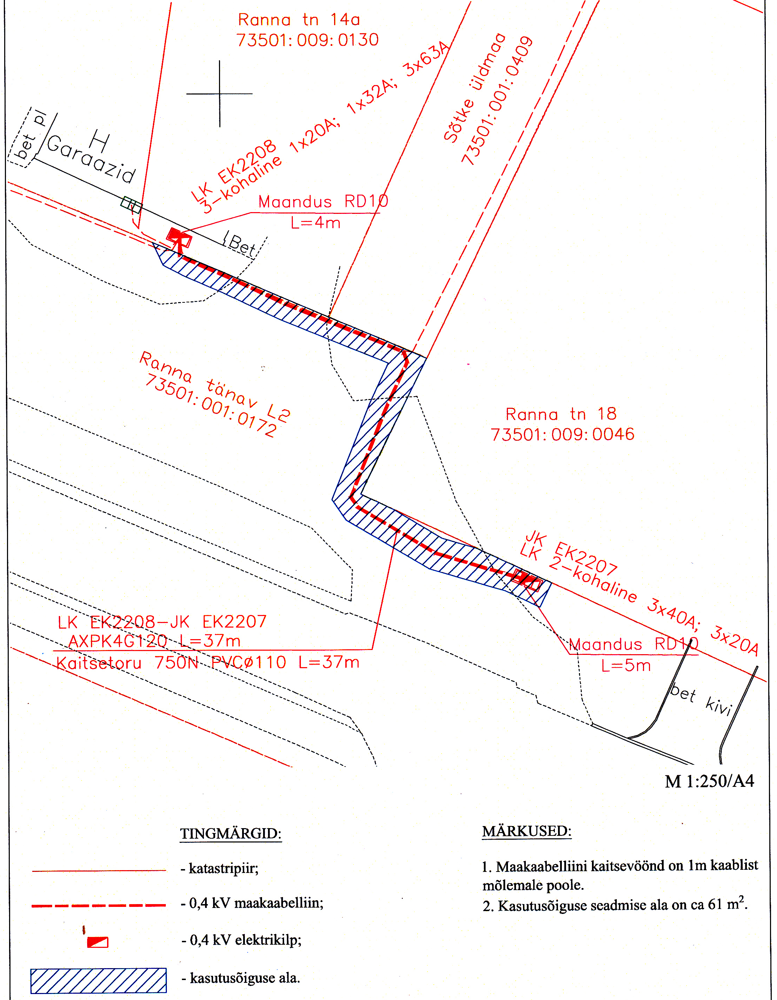 Ranna tn 14a
73501:009:0130
Sõtke üldmaa
73501:001:0409
bet pl
H
Garaazid
LK EK2208
3-kohaline 1x20A; 1x32A; 3x63A
Maandus RD10
L=4m
Bet
Ranna tänav L2
73501:001:0172
Ranna tn 18
73501:009:0046
JK EK2207
LK 2-kohaline 3x40A; 3x20A
LK EK2208-JK EK2207
AXPK4G120 L=37m
Kaitsetoru 750N PVCø110 L=37m
Maandus RD10
L=5m
bet kivi
M 1:250/A4
TINGMÄRGID:
- katastripiir;
- 0,4 kV maakaabelliin;
- 0,4 kV elektrikilp;
- kasutusõiguse ala.
MÄRKUSED:
1. Maakaabelliini kaitsevöönd on 1m kaablist
mõlemale poole.
2. Kasutusõiguse seadmise ala on ca 61 m².